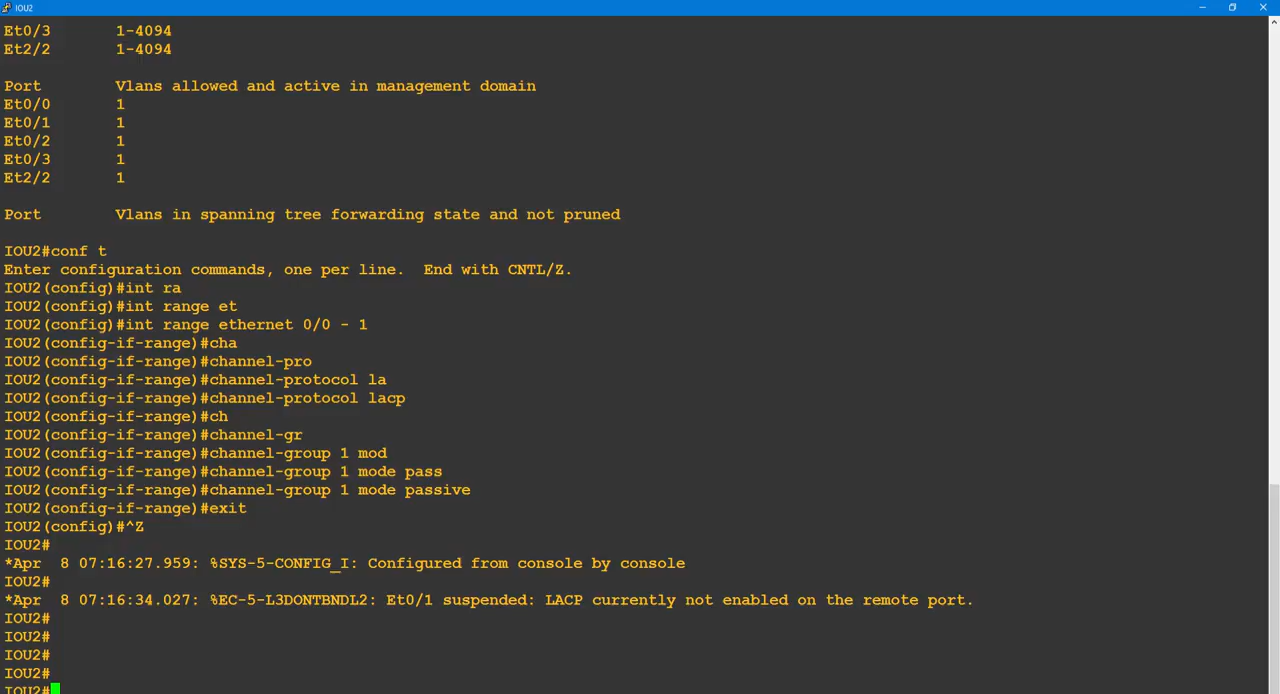 IOU2
Et0/3       1-4094
Et2/2       1-4094
Port        Vlans allowed and active in management domain
Et0/0       1
Et0/1       1
Et0/2       1
Et0/3       1
Et2/2       1
Port        Vlans in spanning tree forwarding state and not pruned
IOU2#conf t
Enter configuration commands, one per line.  End with CNTL/Z.
IOU2(config)#int ra
IOU2(config)#int range et
IOU2(config)#int range ethernet 0/0 - 1
IOU2(config-if-range)#cha
IOU2(config-if-range)#channel-pro
IOU2(config-if-range)#channel-protocol la
IOU2(config-if-range)#channel-protocol lacp
IOU2(config-if-range)#ch
IOU2(config-if-range)#channel-gr
IOU2(config-if-range)#channel-group 1 mod
IOU2(config-if-range)#channel-group 1 mode pass
IOU2(config-if-range)#channel-group 1 mode passive
IOU2(config-if-range)#exit
IOU2(config)#^Z
IOU2#
*Apr  8 07:16:27.959: %SYS-5-CONFIG_I: Configured from console by console
IOU2#
*Apr  8 07:16:34.027: %EC-5-L3DONTBNDL2: Et0/1 suspended: LACP currently not enabled on the remote port.
IOU2#
IOU2#
IOU2#
IOU2#
IOU2#